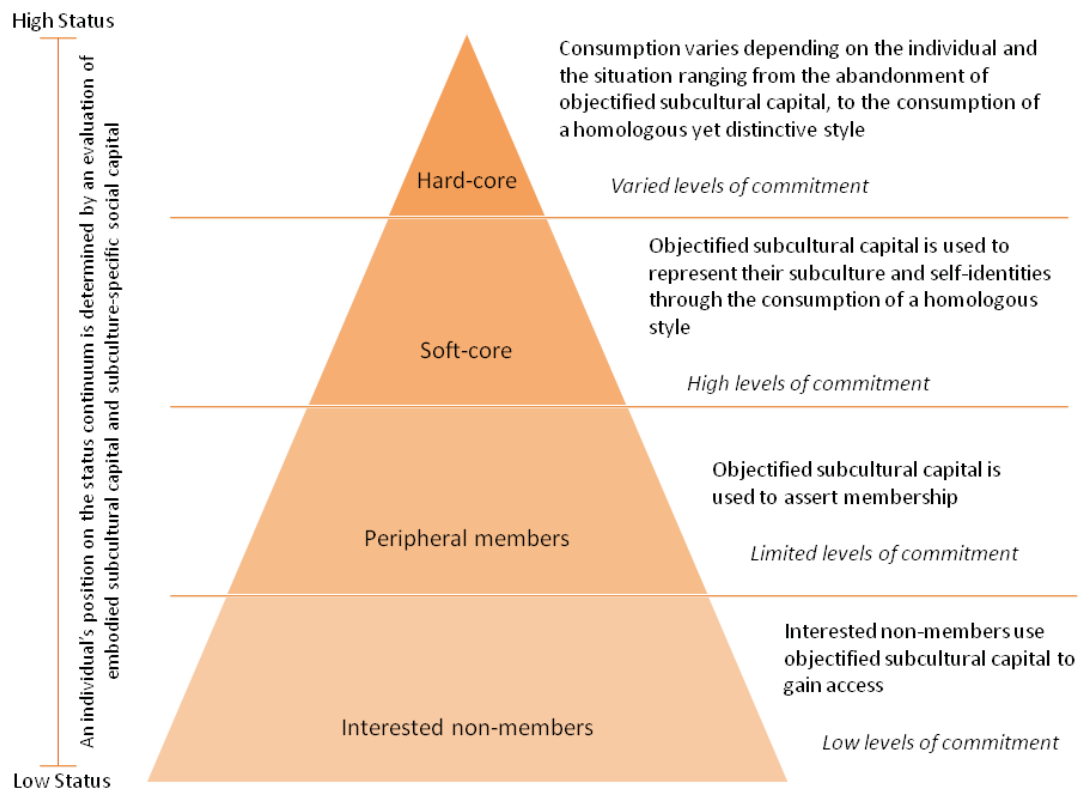 High Status
An individual's position on the status continuum is determined by an evaluation of
embodied subcultural capital and subculture-specific social capital
Consumption varies depending on the individual and
the situation ranging from the abandonment of
objectified subcultural capital, to the consumption of
a homologous yet distinctive style
Hard-core
Varied levels of commitment
Objectified subcultural capital is used to
represent their subculture and self-identities
through the consumption of a homologous
style
Soft-core
High levels of commitment
Objectified subcultural capital is
used to assert membership
Peripheral members
Limited levels of commitment
Interested non-members use
objectified subcultural capital to
gain access
Interested non-members
Low levels of commitment
Low Status